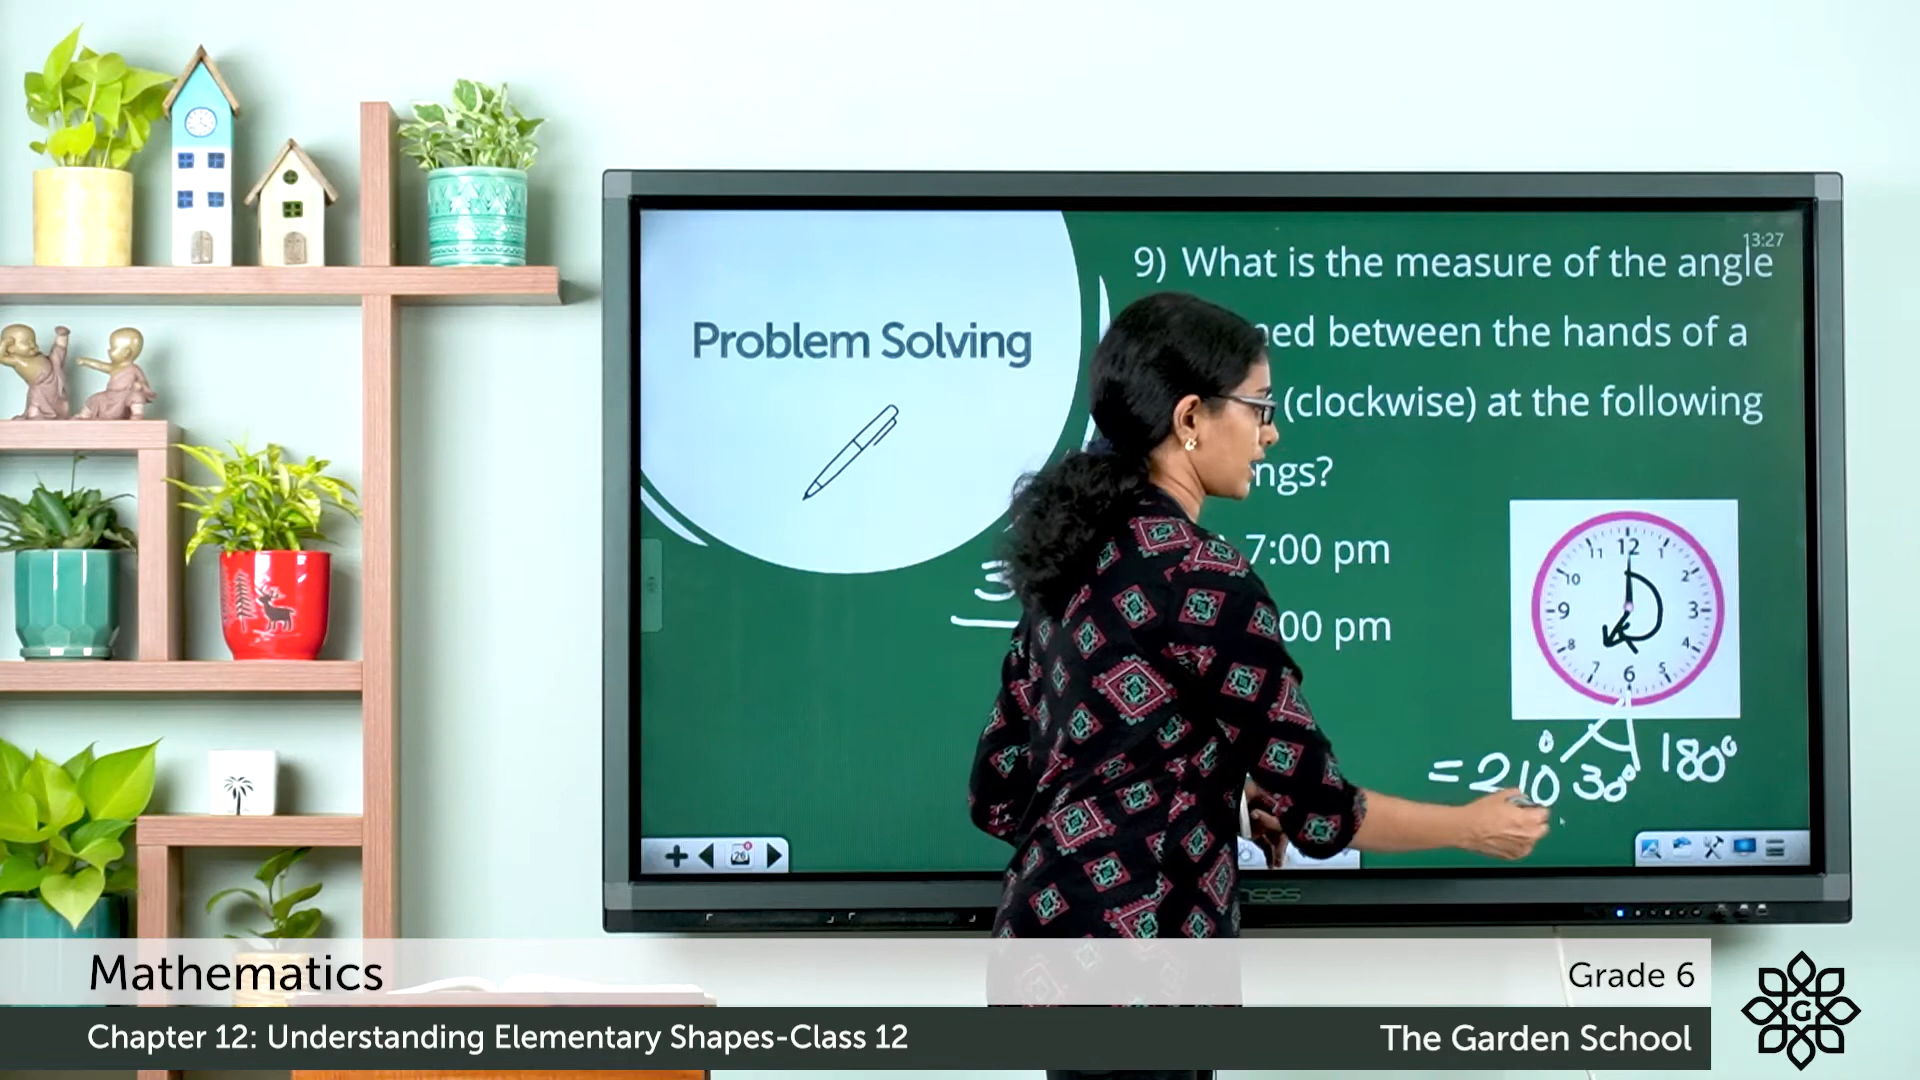 13:27
9) What is the measure of the angle
between the hands of a
(clockwise) at the following
Problem Solving
7:00 pm
00 pm
11 12 1
10 2
9 3
8 4
7 6 5
= 210° 30° 180°
26
Mathematics
Grade 6
Chapter 12: Understanding Elementary Shapes-Class 12
The Garden School
G